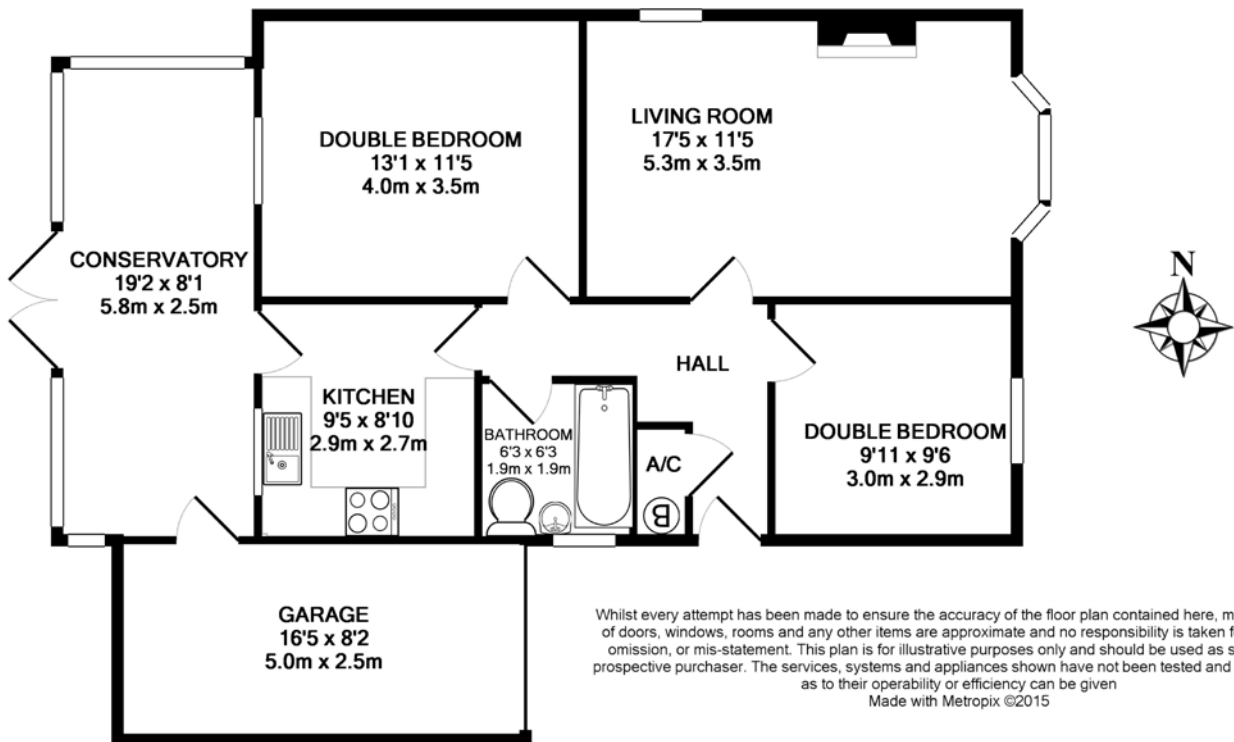 DOUBLE BEDROOM
13'1 x 11'5
4.0m x 3.5m
LIVING ROOM
17'5 x 11'5
5.3m x 3.5m
CONSERVATORY
19'2 x 8'1
5.8m x 2.5m
N
HALL
KITCHEN
9'5 x 8'10
2.9m x 2.7m
BATHROOM
6'3 x 6'3
1.9m x 1.9m
A/C
B
DOUBLE BEDROOM
9'11 x 9'6
3.0m x 2.9m
GARAGE
16'5 x 8'2
5.0m x 2.5m
Whilst every attempt has been made to ensure the accuracy of the floor plan contained here, m
of doors, windows, rooms and any other items are approximate and no responsibility is taken f
omission, or mis-statement. This plan is for illustrative purposes only and should be used as s
prospective purchaser. The services, systems and appliances shown have not been tested and
as to their operability or efficiency can be given
Made with Metropix ©2015